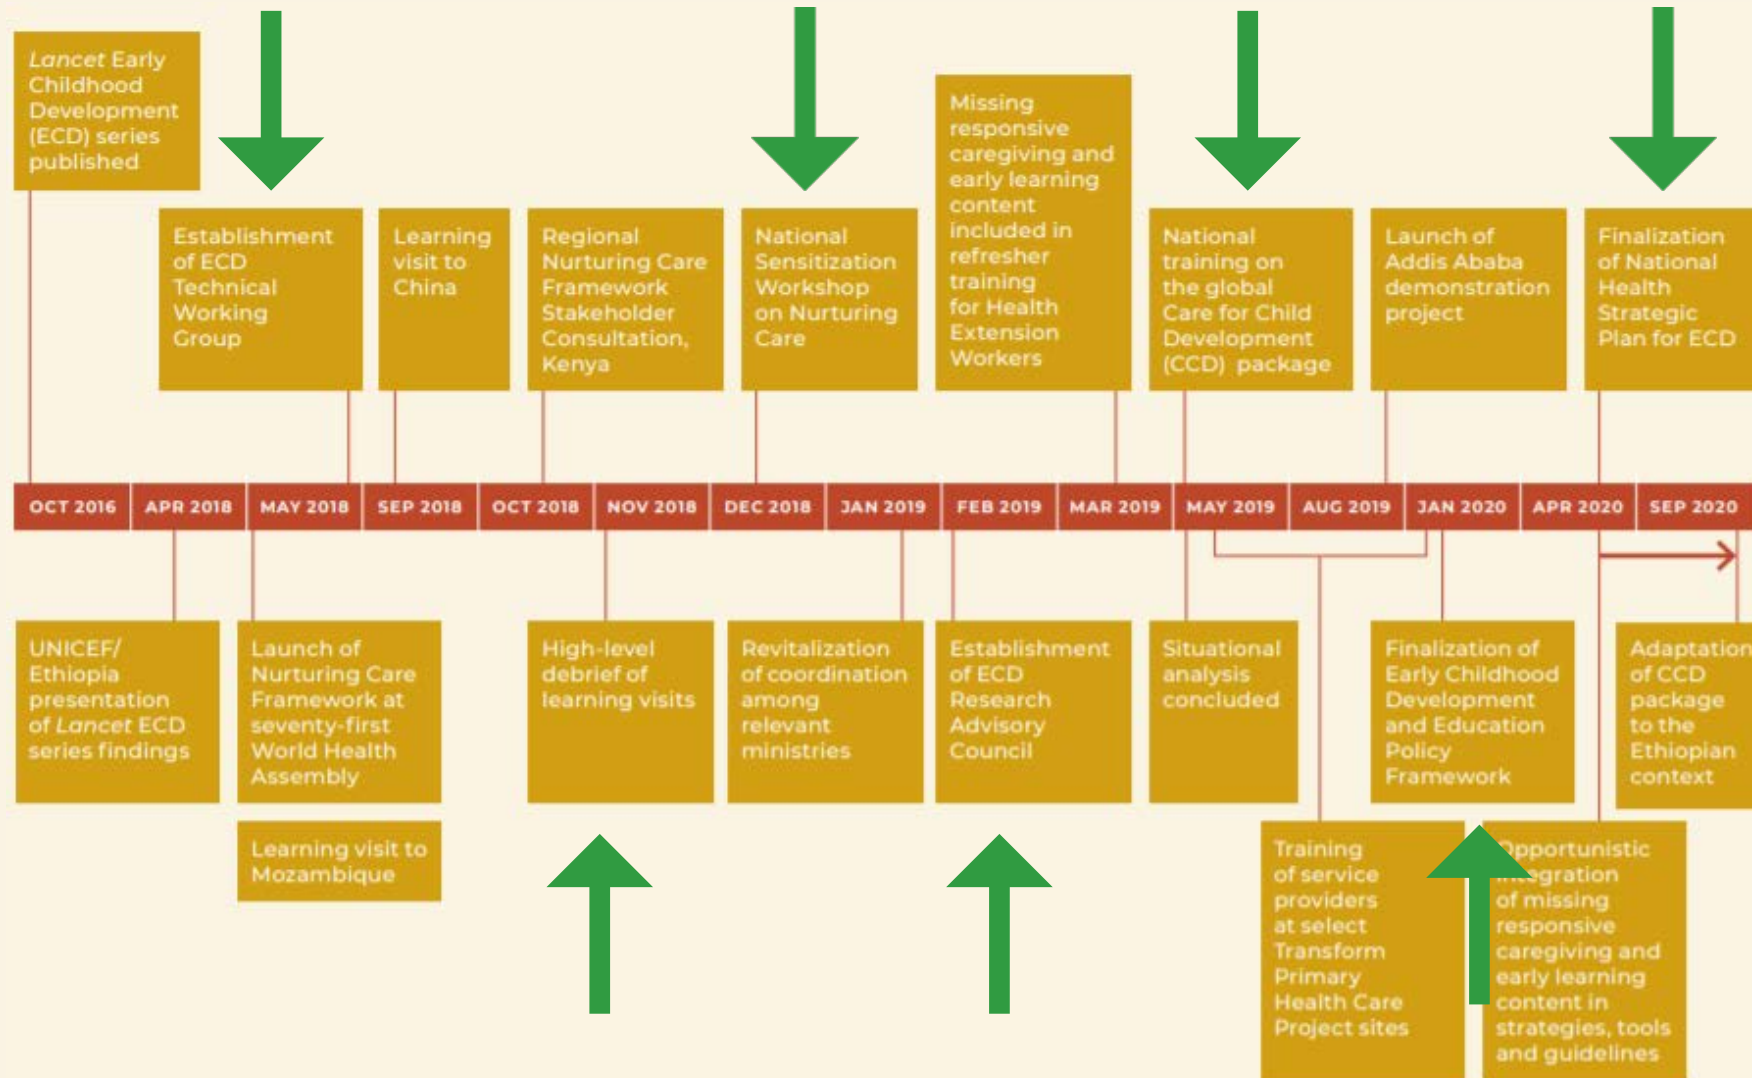 Lancet Early
Childhood
Development
(ECD) series
published
Establishment
of ECD
Technical
Working
Group
Learning
visit to
China
Regional
Nurturing Care
Framework
Stakeholder
Consultation,
Kenya
National
Sensitization
Workshop
on Nurturing
Care
Missing
responsive
caregiving and
early learning
content
included in
refresher
training
for Health
Extension
Workers
National
training on
the global
Care for Child
Development
(CCD) package
Launch of
Addis Ababa
demonstration
project
Finalization
of National
Health
Strategic
Plan for ECD
OCT 2016
APR 2018
MAY 2018
SEP 2018
OCT 2018
NOV 2018
DEC 2018
JAN 2019
FEB 2019
MAR 2019
MAY 2019
AUG 2019
JAN 2020
APR 2020
SEP 2020
UNICEF/
Ethiopia
presentation
of Lancet ECD
series findings
Launch of
Nurturing Care
Framework at
seventy-first
World Health
Assembly
Learning visit to
Mozambique
High-level
debrief of
learning visits
Revitalization
of coordination
among
relevant
ministries
Establishment
of ECD
Research
Advisory
Council
Situational
analysis
concluded
Training
of service
providers
at select
Transform
Primary
Health Care
Project sites
Finalization of
Early Childhood
Development
and Education
Policy
Framework
Opportunistic
integration
of missing
responsive
caregiving and
early learning
content in
strategies, tools
and guidelines
Adaptation
of CCD
package
to the
Ethiopian
context